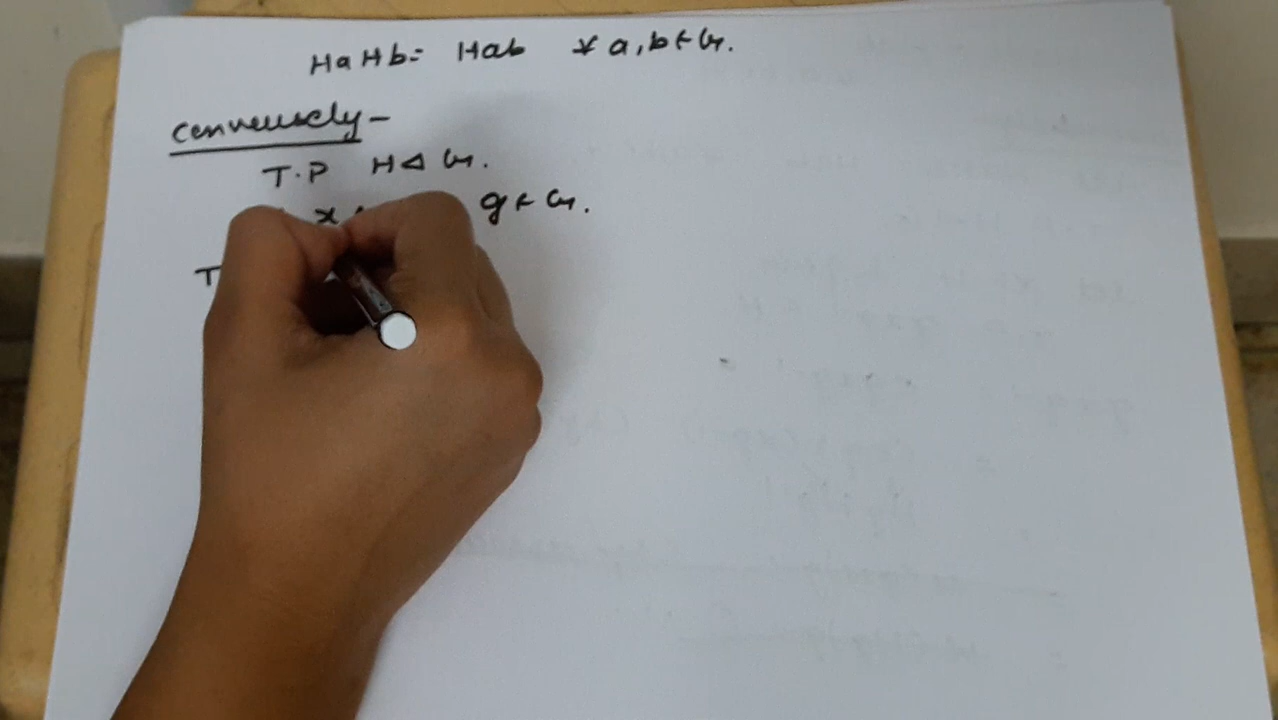 HaHb = Hab ∀ a, b ∈ G.
Conversely -
T.P H ⊲ G.
x g ∈ G.
T